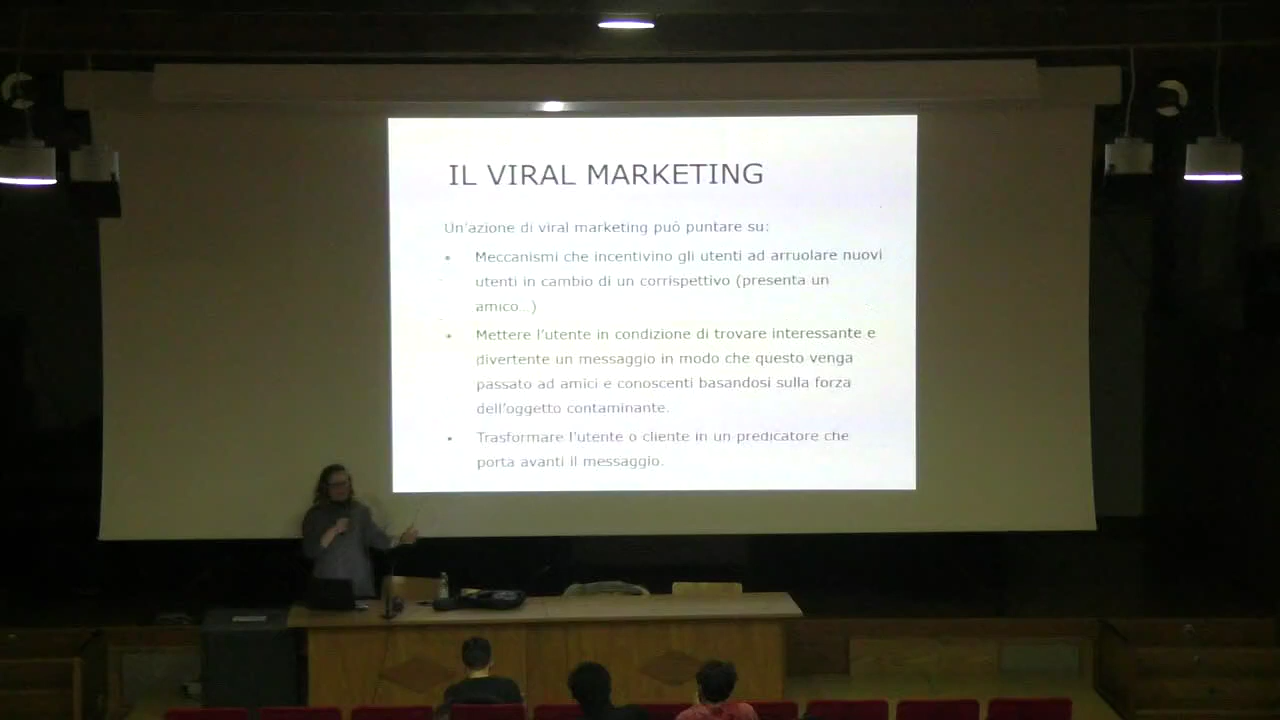 IL VIRAL MARKETING
Un'azione di viral marketing può puntare su:
• Meccanismi che incentivino gli utenti ad arruolare nuovi
utenti in cambio di un corrispettivo (presenta un
amico…)
• Mettere l'utente in condizione di trovare interessante e
divertente un messaggio in modo che questo venga
passato ad amici e conoscenti basandosi sulla forza
dell'oggetto contaminante.
• Trasformare l'utente o cliente in un predicatore che
porta avanti il messaggio.